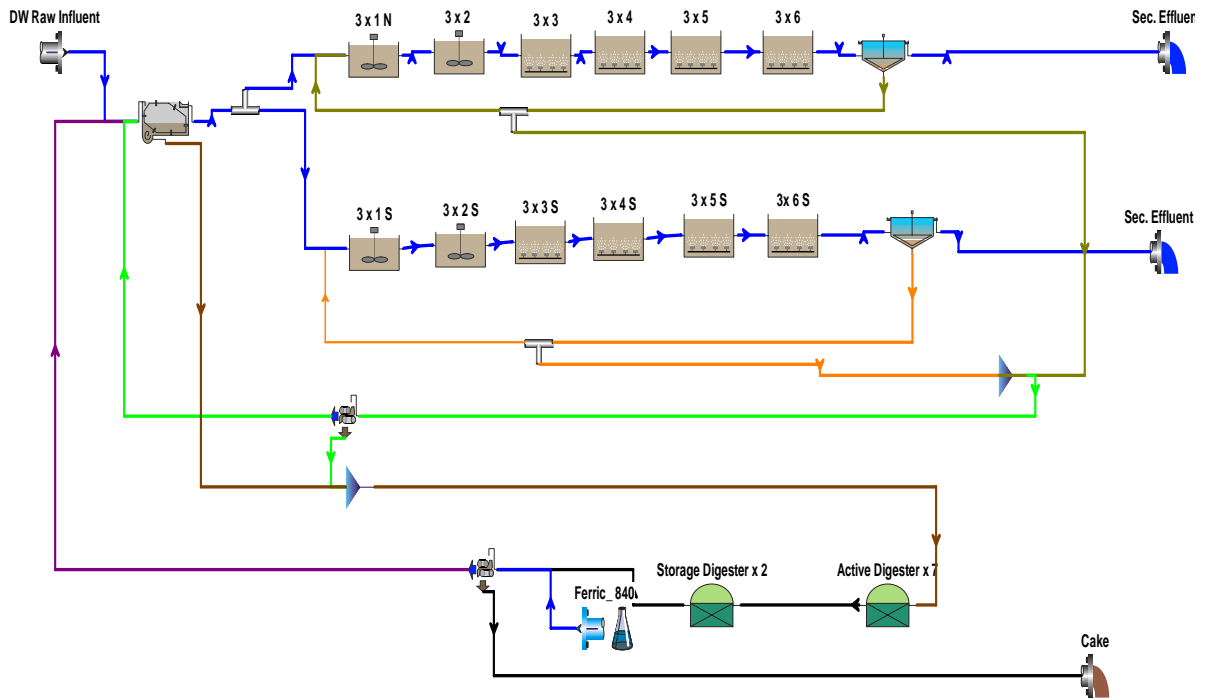 DW Raw Influent
3 x 1 N
3 x 2
3 x 3
3 x 4
3 x 5
3 x 6
Sec. Effluen
3 x 1 S
3 x 2 S
3 x 3 S
3 x 4 S
3 x 5 S
3 x 6 S
Sec. Effluent
Storage Digester x 2
Active Digester x 7
Ferric_ 840
Cake